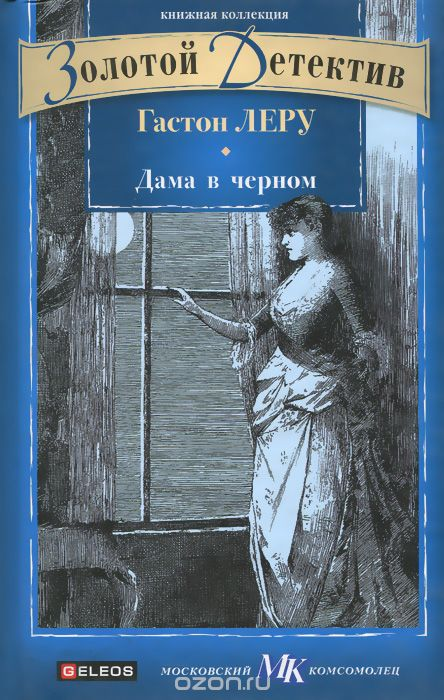 книжная коллекция
Золотой Детектив
Гастон ЛЕРУ
Дама в черном
GELEOS
МОСКОВСКИЙ МК КОМСОМОЛЕЦ
ozon.ru